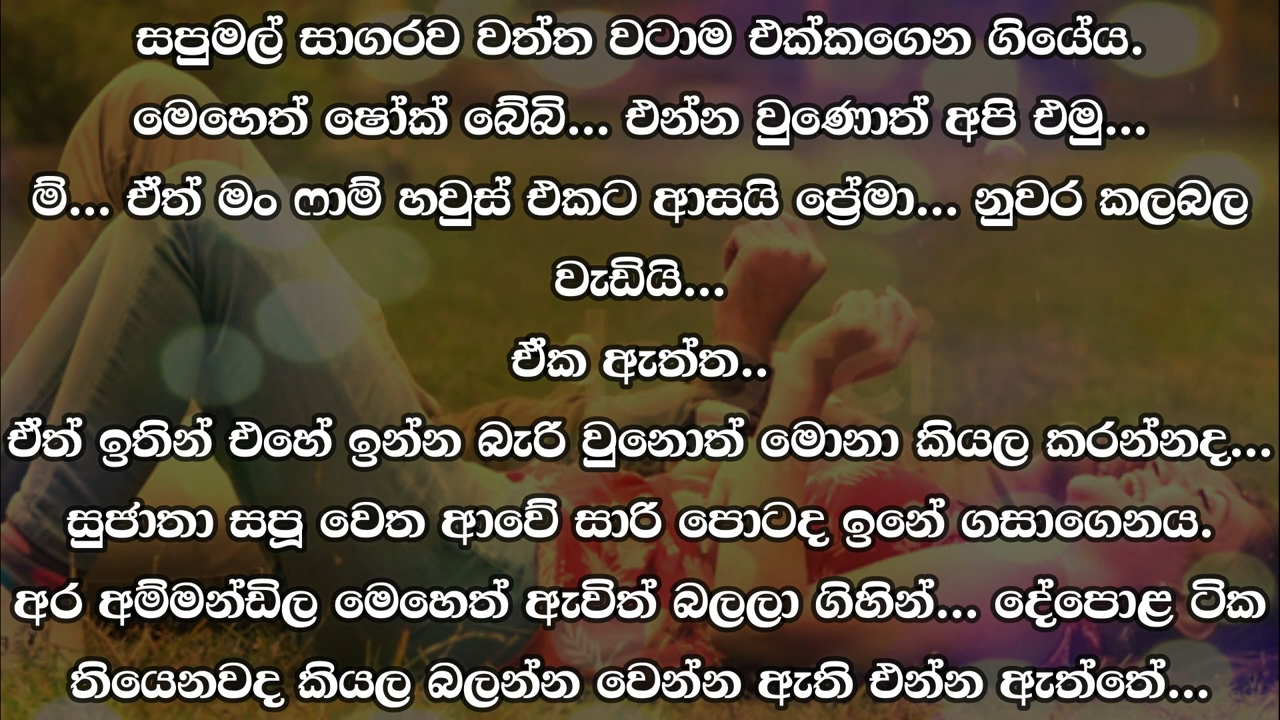 සපුමල් සාගරව වත්ත වටාම එක්කගෙන ගියේය.
මෙහෙත් ෂෝක් බේබි... එන්න වුණොත් අපි එමු...
ම්... ඒත් මං ෆාම් හවුස් එකට ආසයි ප්‍රේමා... නුවර කලබල
වැඩියි...
ඒක ඇත්ත..
ඒත් ඉතින් එහේ ඉන්න බැරි වුනොත් මොනා කියල කරන්නද...
සුජාතා සපූ වෙත ආවේ සාරි පොටද ඉනේ ගසාගෙනය.
අර අම්මන්ඩිල මෙහෙත් ඇවිත් බලලා ගිහින්... දේපොළ ටික
තියෙනවද කියල බලන්න වෙන්න ඇති එන්න ඇත්තේ...